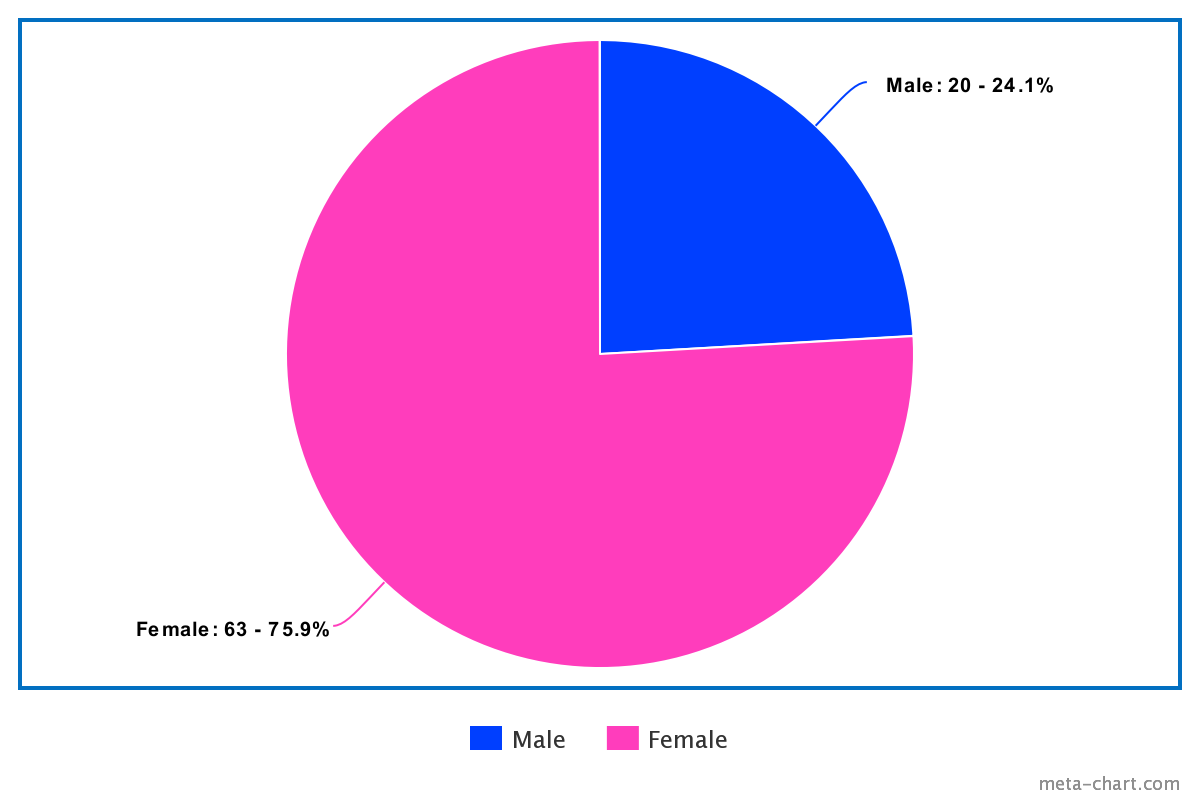 Male: 20 - 24.1%
Female: 63 - 75.9%
Male
Female
meta-chart.com